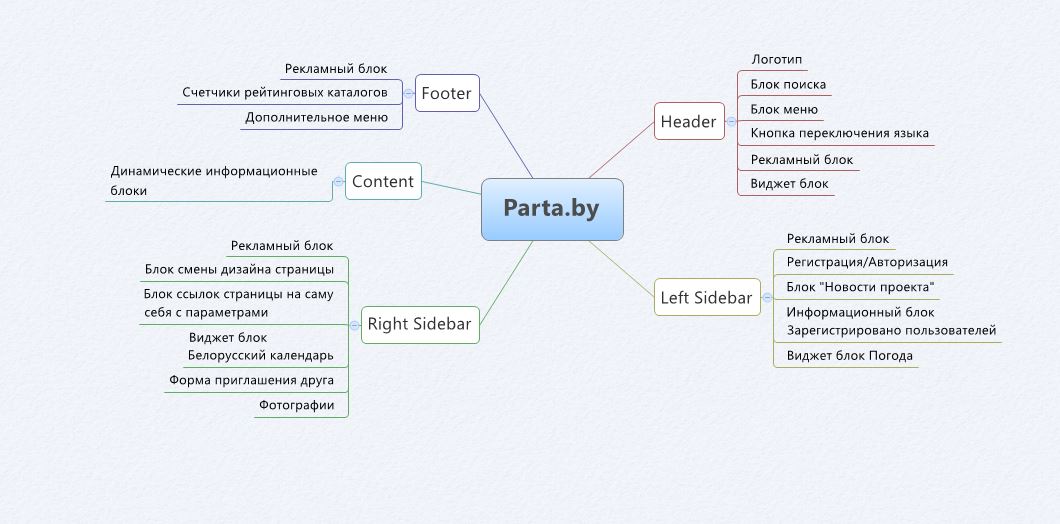 Parta.by
Header
Логотип
Блок поиска
Блок меню
Кнопка переключения языка
Рекламный блок
Виджет блок
Left Sidebar
Рекламный блок
Регистрация/Авторизация
Блок "Новости проекта"
Информационный блок
Зарегистрировано пользователей
Виджет блок Погода
Footer
Рекламный блок
Счетчики рейтинговых каталогов
Дополнительное меню
Content
Динамические информационные
блоки
Right Sidebar
Рекламный блок
Блок смены дизайна страницы
Блок ссылок страницы на саму
себя с параметрами
Виджет блок
Белорусский календарь
Форма приглашения друга
Фотографии